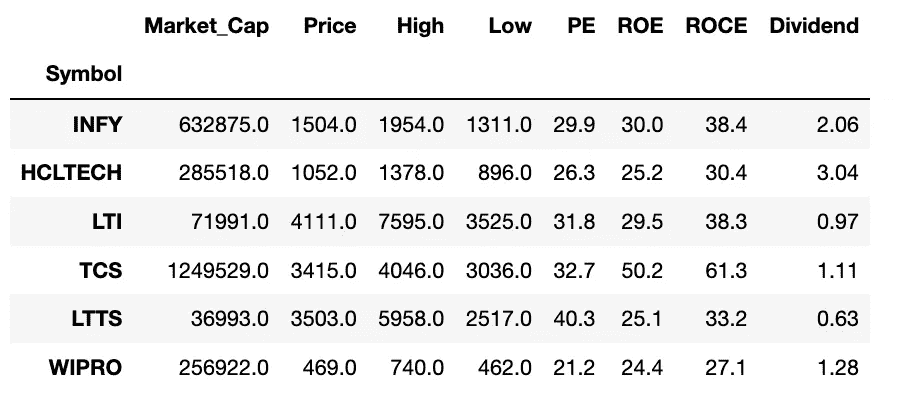 Market_Cap Price High Low PE ROE ROCE Dividend
Symbol
INFY 632875.0 1504.0 1954.0 1311.0 29.9 30.0 38.4 2.06
HCLTECH 285518.0 1052.0 1378.0 896.0 26.3 25.2 30.4 3.04
LTI 71991.0 4111.0 7595.0 3525.0 31.8 29.5 38.3 0.97
TCS 1249529.0 3415.0 4046.0 3036.0 32.7 50.2 61.3 1.11
LTTS 36993.0 3503.0 5958.0 2517.0 40.3 25.1 33.2 0.63
WIPRO 256922.0 469.0 740.0 462.0 21.2 24.4 27.1 1.28